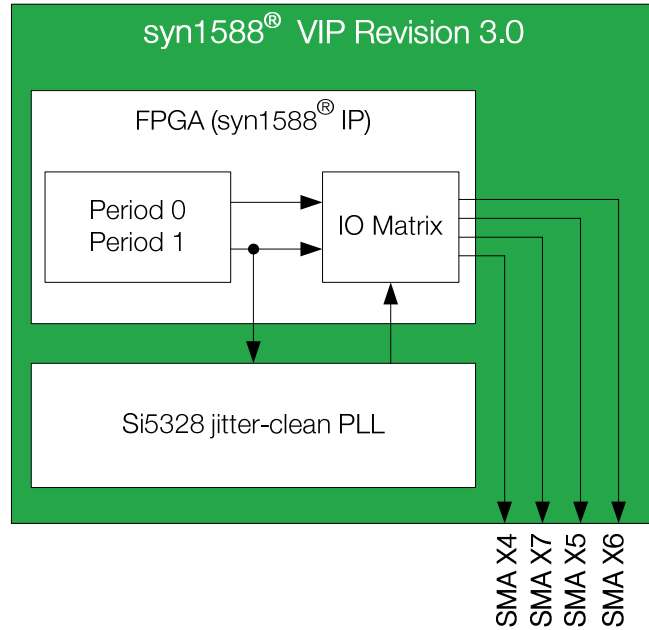 syn1588® VIP Revision 3.0
FPGA (syn1588® IP)
Period 0
Period 1
IO Matrix
Si5328 jitter-clean PLL
SMA X4
SMA X7
SMA X5
SMA X6